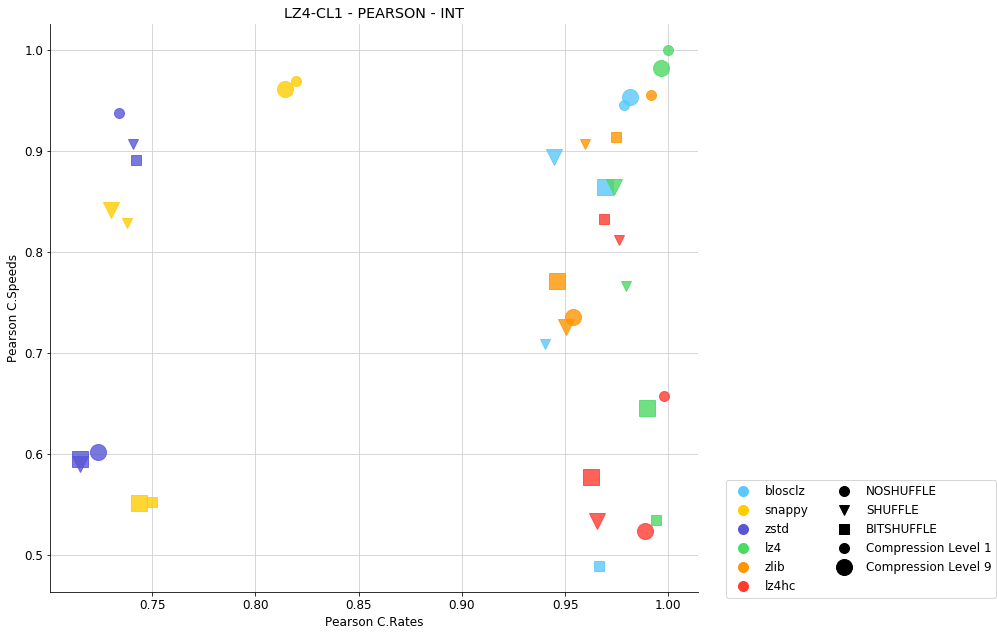 LZ4-CL1 - PEARSON - INT
Pearson C.Speeds
1.0
0.9
0.8
0.7
0.6
0.5
0.75 0.80 0.85 0.90 0.95 1.00
Pearson C.Rates
blosclz
snappy
zstd
lz4
zlib
lz4hc
NOSHUFFLE
SHUFFLE
BITSHUFFLE
Compression Level 1
Compression Level 9